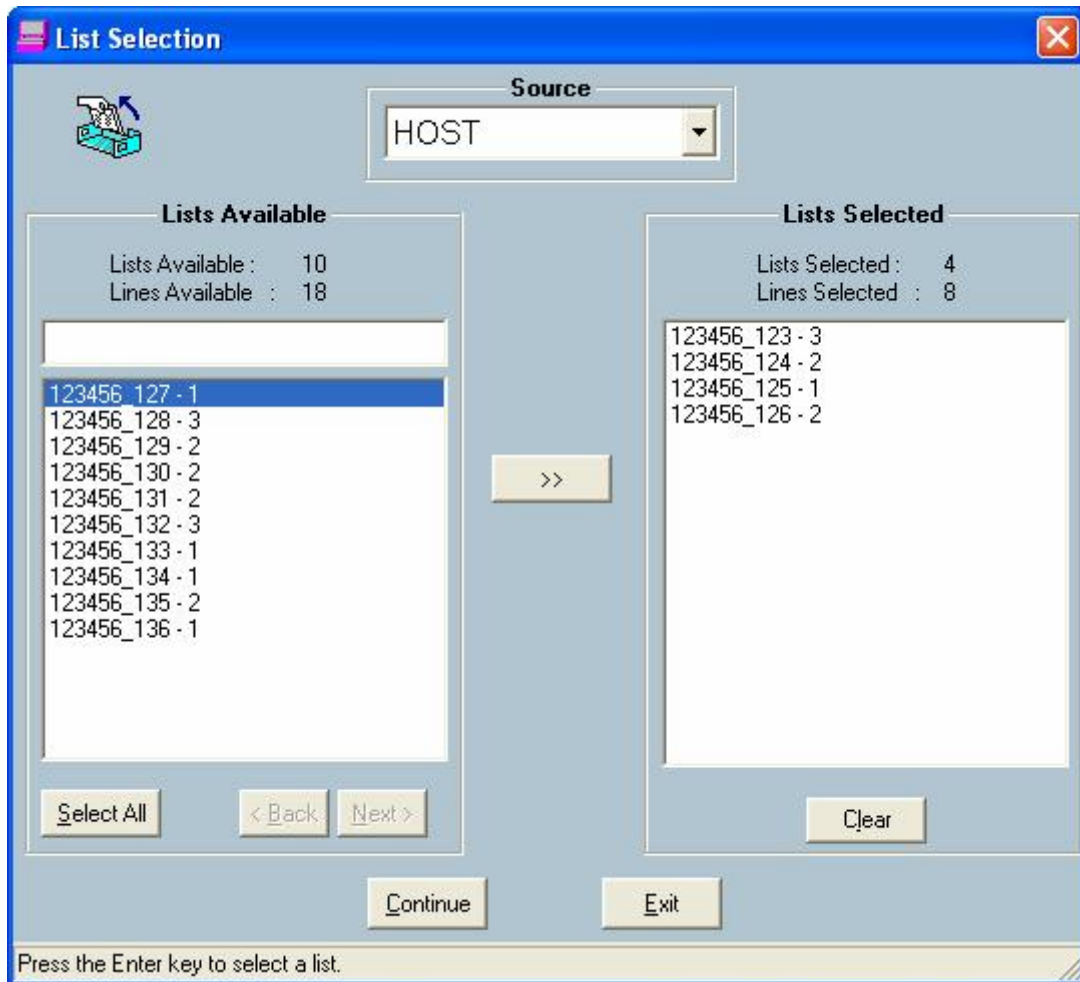 List Selection
Source
HOST
Lists Available
Lists Available : 10
Lines Available : 18
123456_127 - 1
123456_128 - 3
123456_129 - 2
123456_130 - 2
123456_131 - 2
123456_132 - 3
123456_133 - 1
123456_134 - 1
123456_135 - 2
123456_136 - 1
Select All
< Back
Next >
>>
Lists Selected
Lists Selected : 4
Lines Selected : 8
123456_123 - 3
123456_124 - 2
123456_125 - 1
123456_126 - 2
Clear
Continue
Exit
Press the Enter key to select a list.